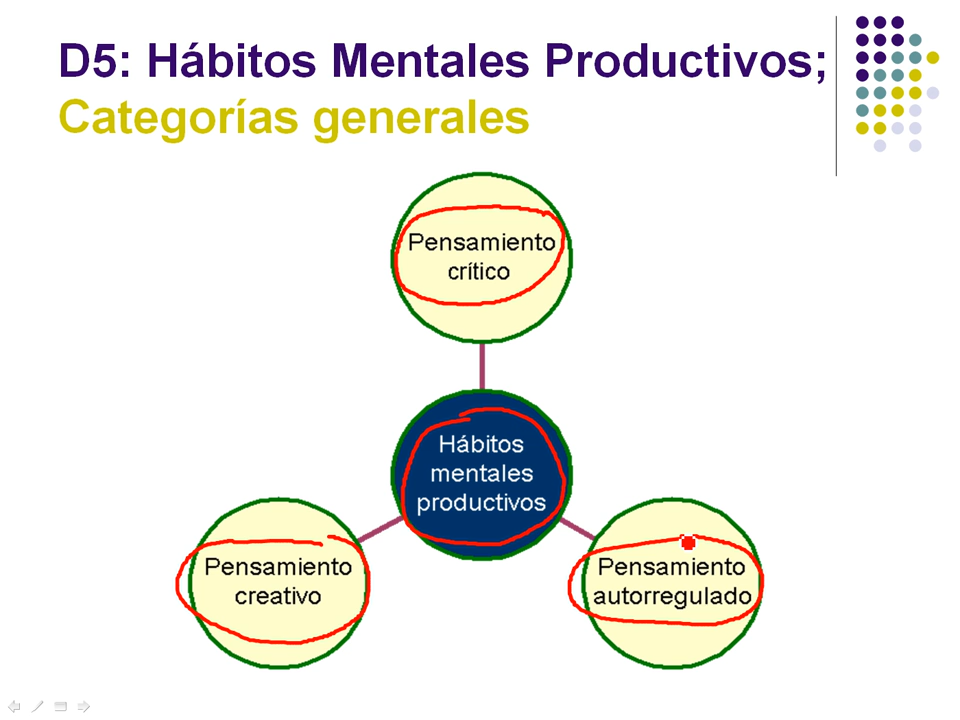 D5: Hábitos Mentales Productivos;
Categorías generales
Pensamiento
crítico
Hábitos
mentales
productivos
Pensamiento
creativo
Pensamiento
autorregulado